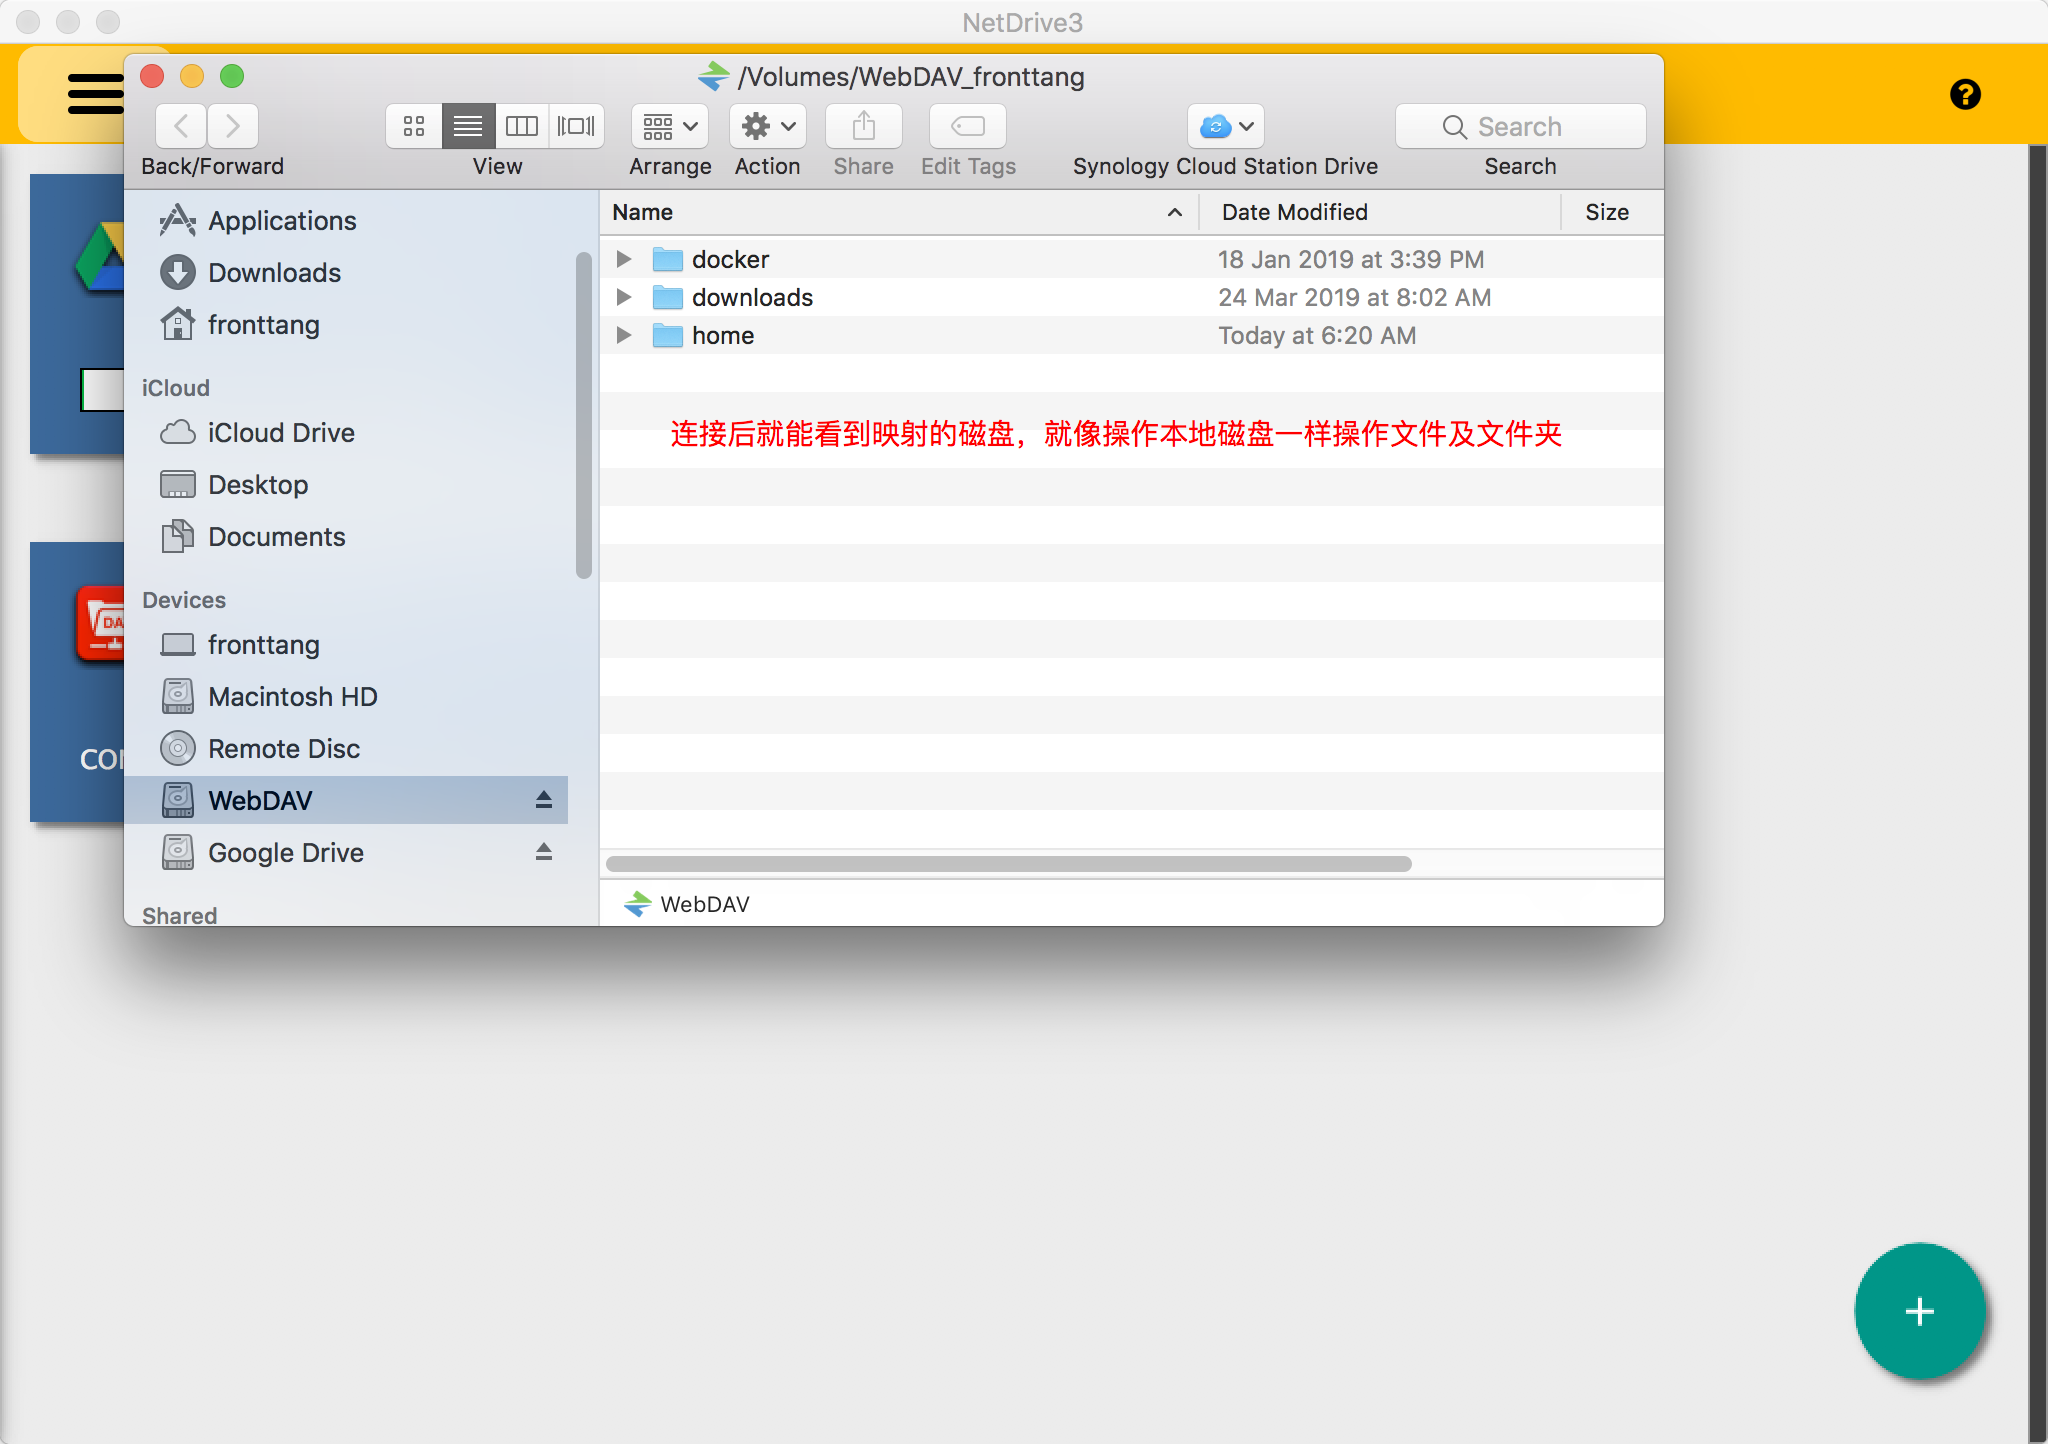 NetDrive3
/Volumes/WebDAV_fronttang
Search
Back/Forward
View
Arrange
Action
Share
Edit Tags
Synology Cloud Station Drive
Search
Applications
Downloads
fronttang
iCloud
iCloud Drive
Desktop
Documents
Devices
fronttang
Macintosh HD
Remote Disc
WebDAV
Google Drive
Shared
Name
Date Modified
Size
docker
18 Jan 2019 at 3:39 PM
downloads
24 Mar 2019 at 8:02 AM
home
Today at 6:20 AM
连接后就能看到映射的磁盘，就像操作本地磁盘一样操作文件及文件夹
WebDAV